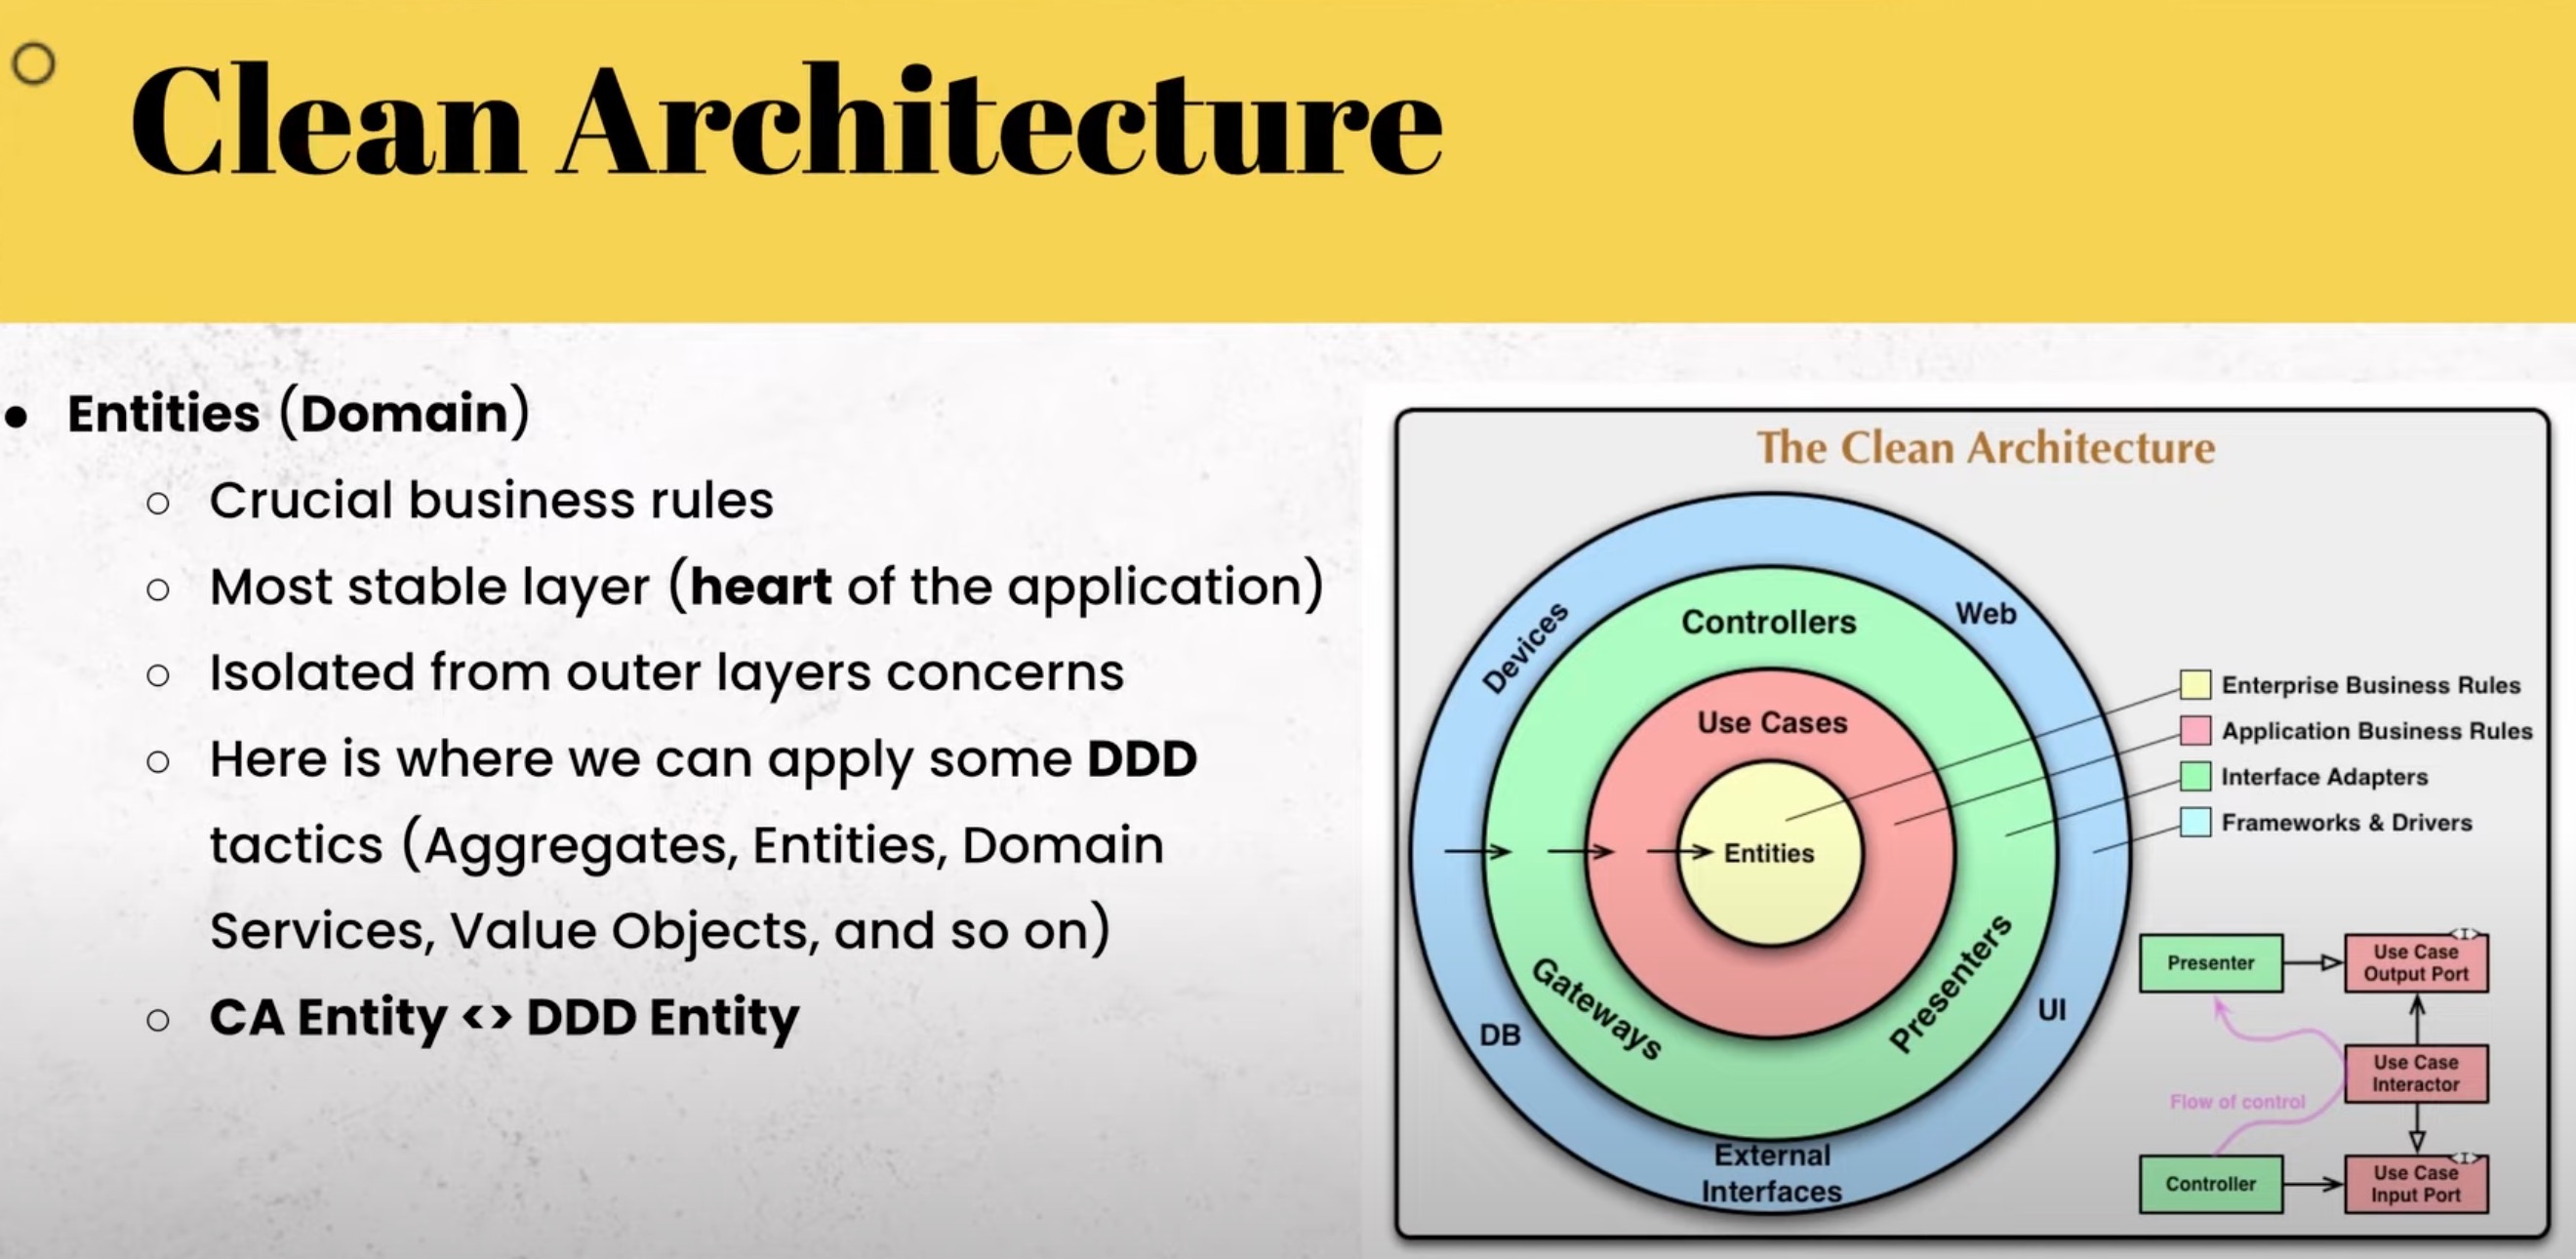 Clean Architecture
Entities (Domain)
Crucial business rules
Most stable layer (heart of the application)
Isolated from outer layers concerns
Here is where we can apply some DDD
tactics (Aggregates, Entities, Domain
Services, Value Objects, and so on)
CA Entity <> DDD Entity
The Clean Architecture
Devices
Web
Controllers
Use Cases
Entities
Gateways
Presenters
DB
UI
External
Interfaces
Enterprise Business Rules
Application Business Rules
Interface Adapters
Frameworks & Drivers
Presenter
<I>
Use Case
Output Port
Use Case
Interactor
Flow of control
Controller
<I>
Use Case
Input Port